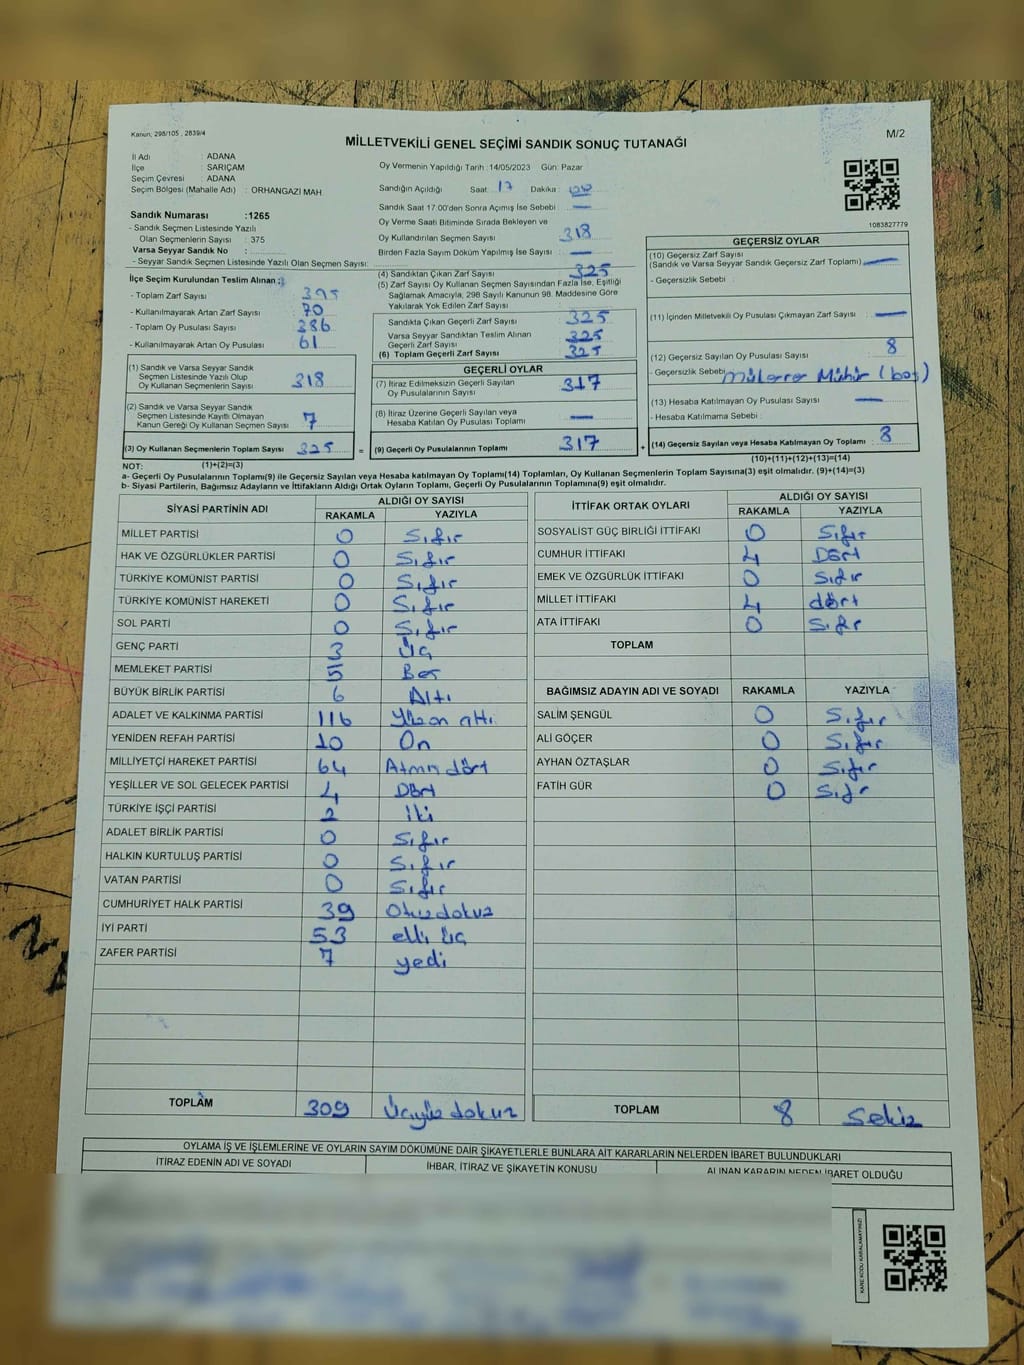 Kanun; 298/105 , 2839/4
M/2
MİLLETVEKİLİ GENEL SEÇİMİ SANDIK SONUÇ TUTANAĞI
İl Adı : ADANA
İlçe : SARIÇAM
Seçim Çevresi : ADANA
Seçim Bölgesi (Mahalle Adı) : ORHANGAZİ MAH
Oy Vermenin Yapıldığı Tarih : 14/05/2023 Gün: Pazar
Sandığın Açıldığı Saat : 17 Dakika : 00
Sandık Saat 17:00'den Sonra Açılmış İse Sebebi : —
Oy Verme Saati Bitiminde Sırada Bekleyen ve
Oy Kullandırılan Seçmen Sayısı : 318
Birden Fazla Sayım Döküm Yapılmış İse Sayısı : —
1083827779
Sandık Numarası :1265
- Sandık Seçmen Listesinde Yazılı
Olan Seçmenlerin Sayısı : 375
Varsa Seyyar Sandık No :
- Seyyar Sandık Seçmen Listesinde Yazılı Olan Seçmen Sayısı:
İlçe Seçim Kurulundan Teslim Alınan ;
- Toplam Zarf Sayısı : 395
- Kullanılmayarak Artan Zarf Sayısı : 70
- Toplam Oy Pusulası Sayısı : 386
- Kullanılmayarak Artan Oy Pusulası : 61
(1) Sandık ve Varsa Seyyar Sandık
Seçmen Listesinde Yazılı Olup
Oy Kullanan Seçmenlerin Sayısı : 318
(2) Sandık ve Varsa Seyyar Sandık
Seçmen Listesinde Kayıtlı Olmayan
Kanun Gereği Oy Kullanan Seçmen Sayısı : 7
(3) Oy Kullanan Seçmenlerin Toplam Sayısı : 325
(4) Sandıktan Çıkan Zarf Sayısı : 325
(5) Zarf Sayısı Oy Kullanan Seçmen Sayısından Fazla İse, Eşitliği
Sağlamak Amacıyla, 298 Sayılı Kanunun 98. Maddesine Göre
Yakılarak Yok Edilen Zarf Sayısı :
Sandıkta Çıkan Geçerli Zarf Sayısı : 325
Varsa Seyyar Sandıktan Teslim Alınan
Geçerli Zarf Sayısı : 325
(6) Toplam Geçerli Zarf Sayısı : 325
GEÇERLİ OYLAR
(7) İtiraz Edilmeksizin Geçerli Sayılan
Oy Pusulalarının Sayısı : 317
(8) İtiraz Üzerine Geçerli Sayılan veya
Hesaba Katılan Oy Pusulası Toplamı : —
= (9) Geçerli Oy Pusulalarının Toplamı : 317
GEÇERSİZ OYLAR
(10) Geçersiz Zarf Sayısı
(Sandık ve Varsa Seyyar Sandık Geçersiz Zarf Toplamı) : —
- Geçersizlik Sebebi :
(11) İçinden Milletvekili Oy Pusulası Çıkmayan Zarf Sayısı : —
(12) Geçersiz Sayılan Oy Pusulası Sayısı : 8
- Geçersizlik Sebebi : Mühür (boş)
(13) Hesaba Katılmayan Oy Pusulası Sayısı : —
- Hesaba Katılmama Sebebi :
+ (14) Geçersiz Sayılan veya Hesaba Katılmayan Oy Toplamı : 8
NOT: (1)+(2)=(3)
(10)+(11)+(12)+(13)=(14)
a- Geçerli Oy Pusulalarının Toplamı(9) ile Geçersiz Sayılan veya Hesaba Katılmayan Oy Toplamı(14) Toplamları, Oy Kullanan Seçmenlerin Toplam Sayısına(3) eşit olmalıdır. (9)+(14)=(3)
b- Siyasi Partilerin, Bağımsız Adayların ve İttifakların Aldığı Oyların Toplamı, Geçerli Oy Pusulalarının Toplamına(9) eşit olmalıdır.
SİYASİ PARTİNİN ADI ALDIĞI OY SAYISI
RAKAMLA YAZIYLA
MİLLET PARTİSİ 0 Sıfır
HAK VE ÖZGÜRLÜKLER PARTİSİ 0 Sıfır
TÜRKİYE KOMÜNİST PARTİSİ 0 Sıfır
TÜRKİYE KOMÜNİST HAREKETİ 0 Sıfır
SOL PARTİ 0 Sıfır
GENÇ PARTİ 3 Üç
MEMLEKET PARTİSİ 5 Beş
BÜYÜK BİRLİK PARTİSİ 6 Altı
ADALET VE KALKINMA PARTİSİ 116 Yüzon altı
YENİDEN REFAH PARTİSİ 10 On
MİLLİYETÇİ HAREKET PARTİSİ 64 Atmış dört
YEŞİLLER VE SOL GELECEK PARTİSİ 4 Dört
TÜRKİYE İŞÇİ PARTİSİ 2 iki
ADALET BİRLİK PARTİSİ 0 Sıfır
HALKIN KURTULUŞ PARTİSİ 0 Sıfır
VATAN PARTİSİ 0 Sıfır
CUMHURİYET HALK PARTİSİ 39 Otuzdokuz
İYİ PARTİ 53 elli üç
ZAFER PARTİSİ 7 yedi
TOPLAM 309 Üçyüz dokuz
İTTİFAK ORTAK OYLARI ALDIĞI OY SAYISI
RAKAMLA YAZIYLA
SOSYALİST GÜÇ BİRLİĞİ İTTİFAKI 0 Sıfır
CUMHUR İTTİFAKI 4 Dört
EMEK VE ÖZGÜRLÜK İTTİFAKI 0 Sıfır
MİLLET İTTİFAKI 4 dört
ATA İTTİFAKI 0 Sıfır
TOPLAM
BAĞIMSIZ ADAYIN ADI VE SOYADI RAKAMLA YAZIYLA
SALİM ŞENGÜL 0 Sıfır
ALİ GÖÇER 0 Sıfır
AYHAN ÖZTAŞLAR 0 Sıfır
FATİH GÜR 0 Sıfır
TOPLAM 8 Sekiz
OYLAMA İŞ VE İŞLEMLERİNE VE OYLARIN SAYIM DÖKÜMÜNE DAİR ŞİKAYETLERLE BUNLARA AİT KARARLARIN NELERDEN İBARET BULUNDUKLARI
İTİRAZ EDENİN ADI VE SOYADI İHBAR, İTİRAZ VE ŞİKAYETİN KONUSU ALINAN KARARIN NEDEN İBARET OLDUĞU
KARE KODU KARALAMAYINIZ!